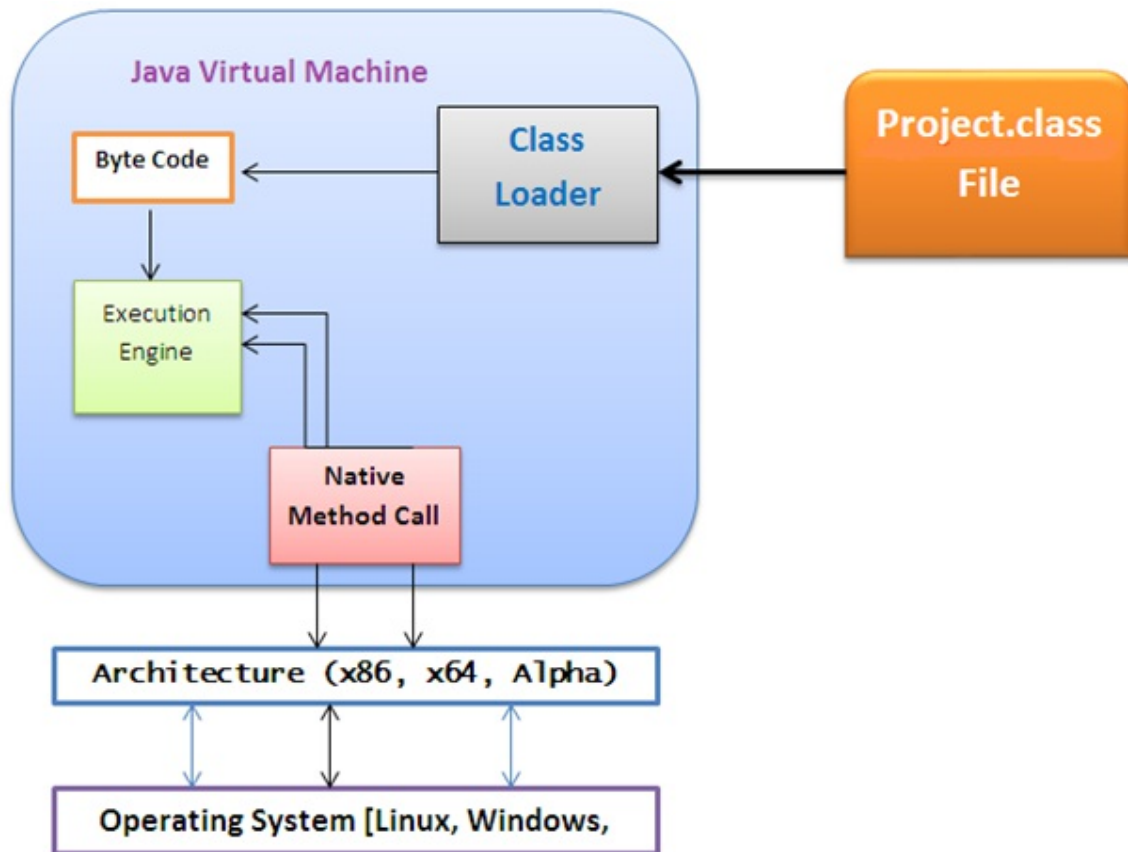 Java Virtual Machine
Project.class
File
Class
Loader
Byte Code
Execution
Engine
Native
Method Call
Architecture (x86, x64, Alpha)
Operating System [Linux, Windows,